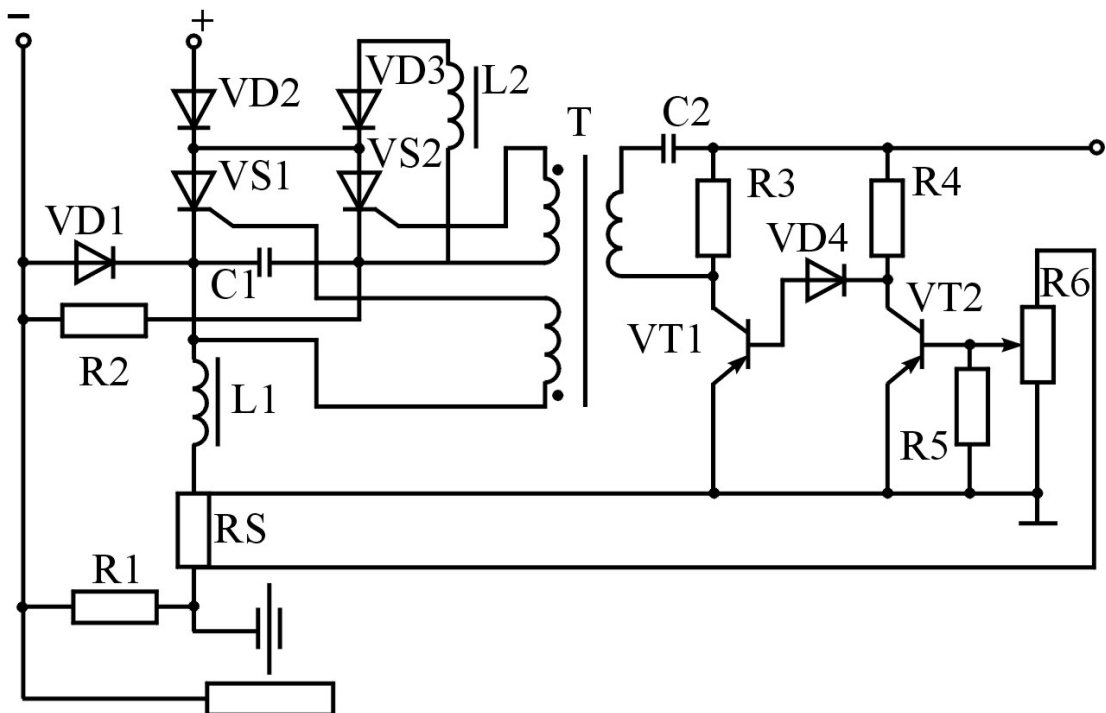 −
+
VD2
VD3
L2
T
C2
VS1
VS2
R3
R4
VD1
VD4
C1
R6
VT1
VT2
R2
L1
R5
RS
R1